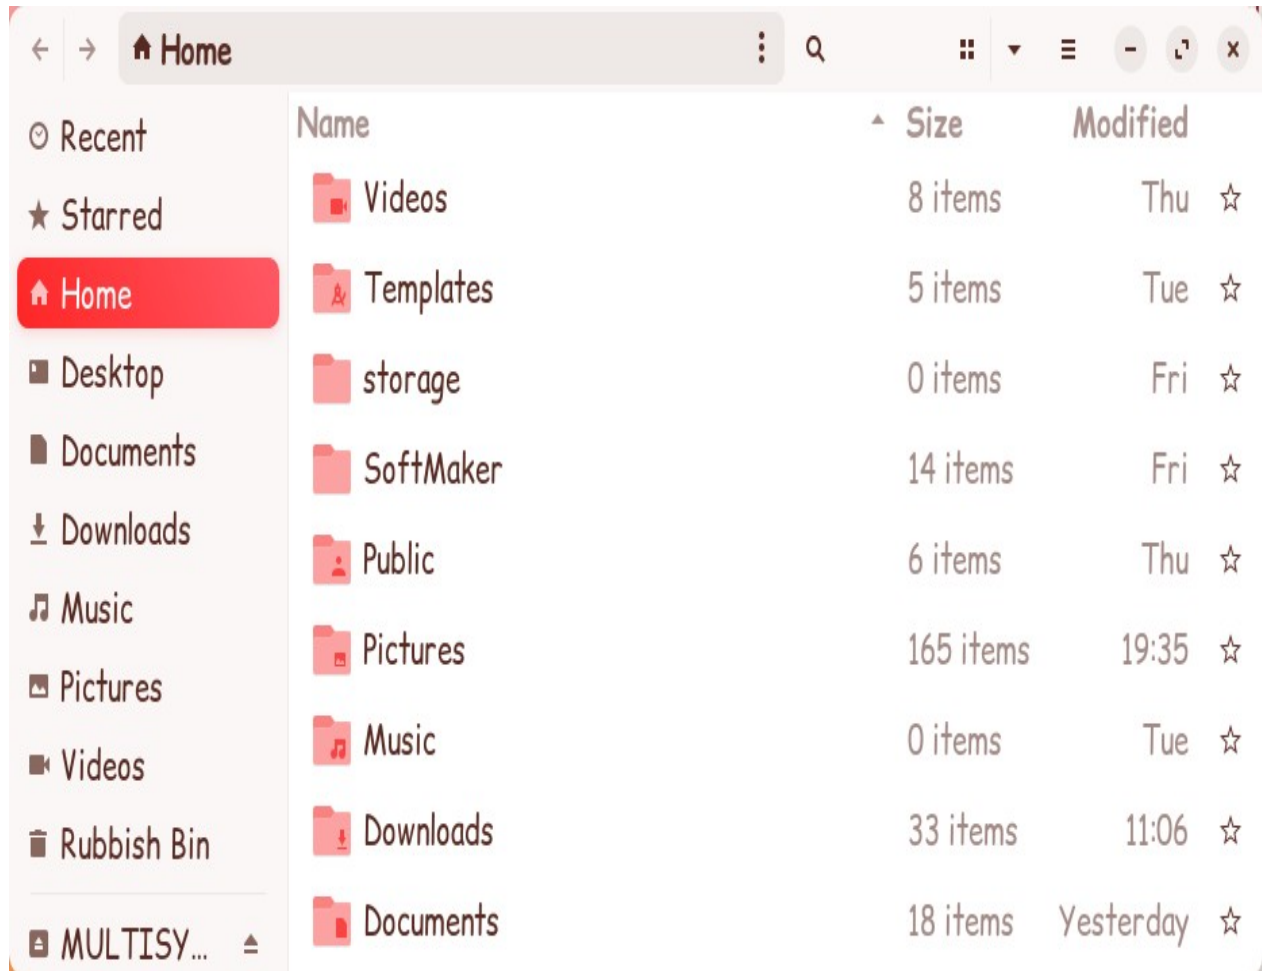 Home
Recent
Starred
Home
Desktop
Documents
Downloads
Music
Pictures
Videos
Rubbish Bin
MULTISY...
Name Size Modified
Videos 8 items Thu
Templates 5 items Tue
storage 0 items Fri
SoftMaker 14 items Fri
Public 6 items Thu
Pictures 165 items 19:35
Music 0 items Tue
Downloads 33 items 11:06
Documents 18 items Yesterday